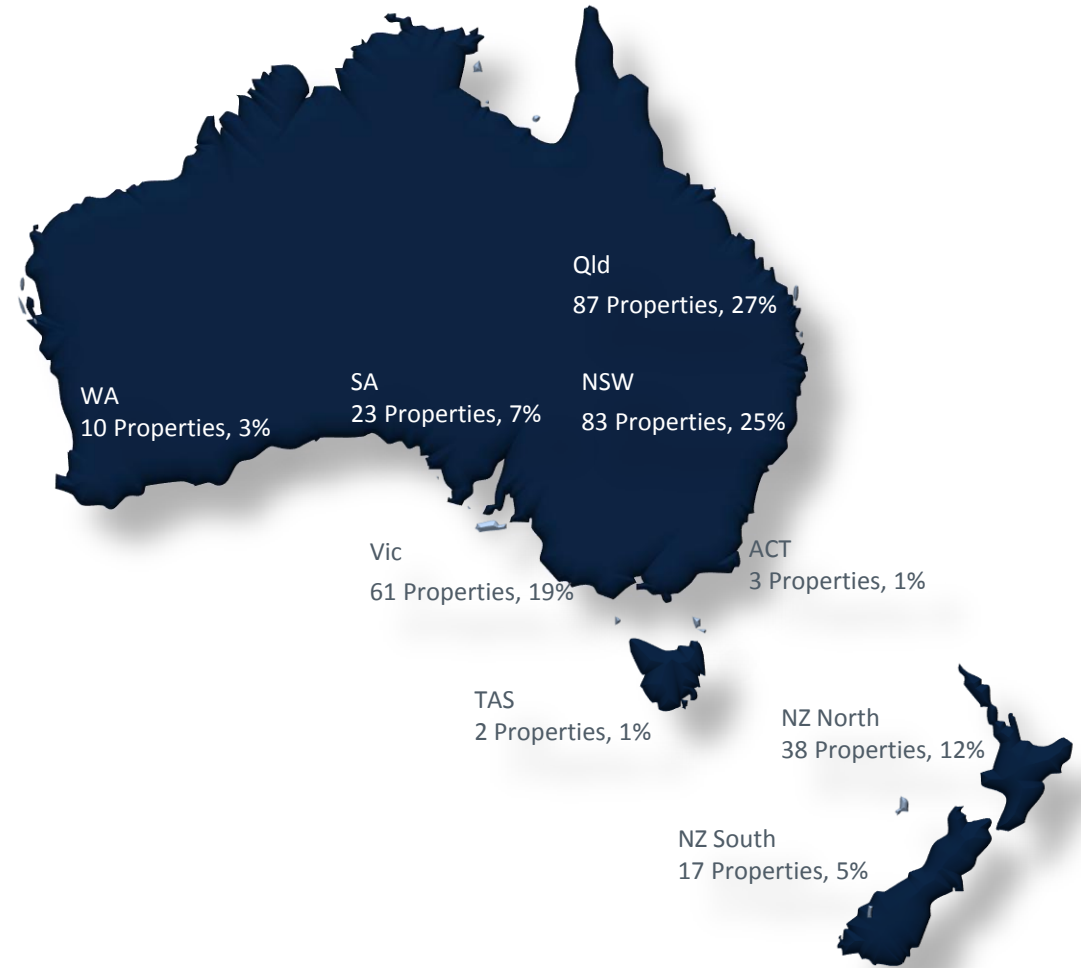 Qld
87 Properties, 27%
WA
10 Properties, 3%
SA
23 Properties, 7%
NSW
83 Properties, 25%
Vic
61 Properties, 19%
ACT
3 Properties, 1%
TAS
2 Properties, 1%
NZ North
38 Properties, 12%
NZ South
17 Properties, 5%